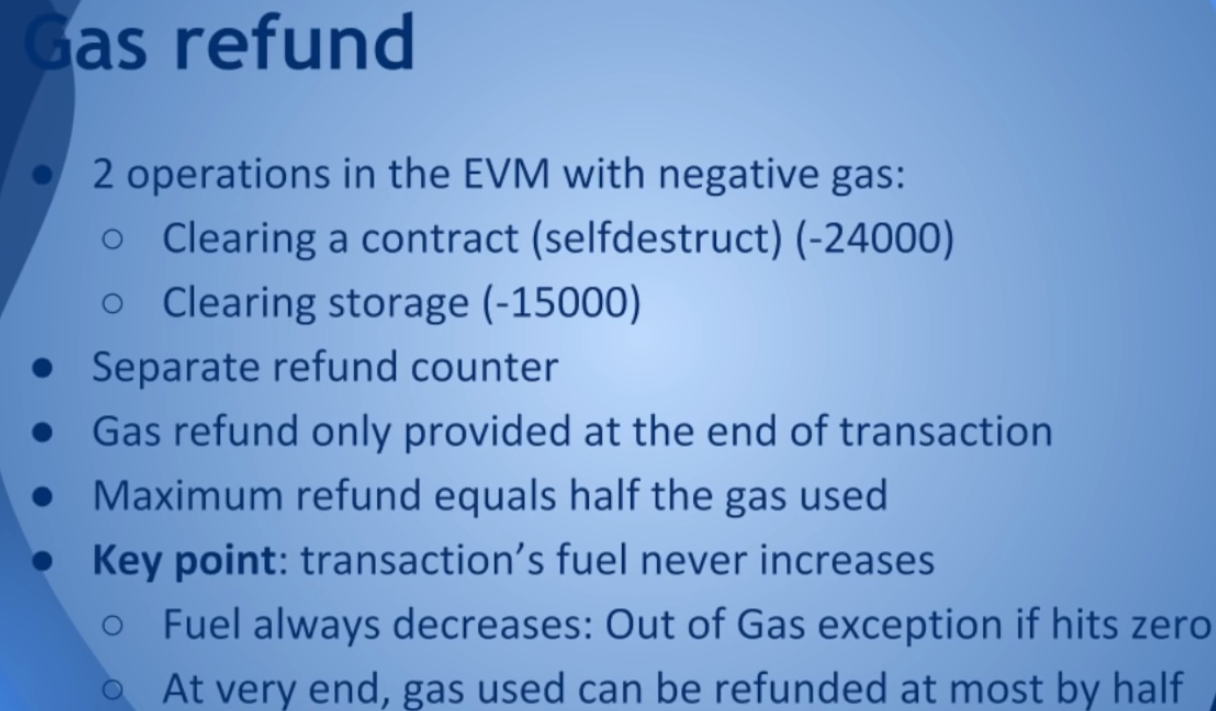 Gas refund
● 2 operations in the EVM with negative gas:
○ Clearing a contract (selfdestruct) (-24000)
○ Clearing storage (-15000)
● Separate refund counter
● Gas refund only provided at the end of transaction
● Maximum refund equals half the gas used
● Key point: transaction’s fuel never increases
○ Fuel always decreases: Out of Gas exception if hits zero
○ At very end, gas used can be refunded at most by half